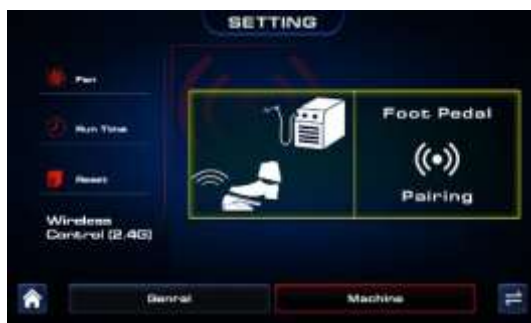 SETTING
Fan
Run Time
Reset
Wireless
Control (2.4G)
Foot Pedal
Pairing
Genral
Machine